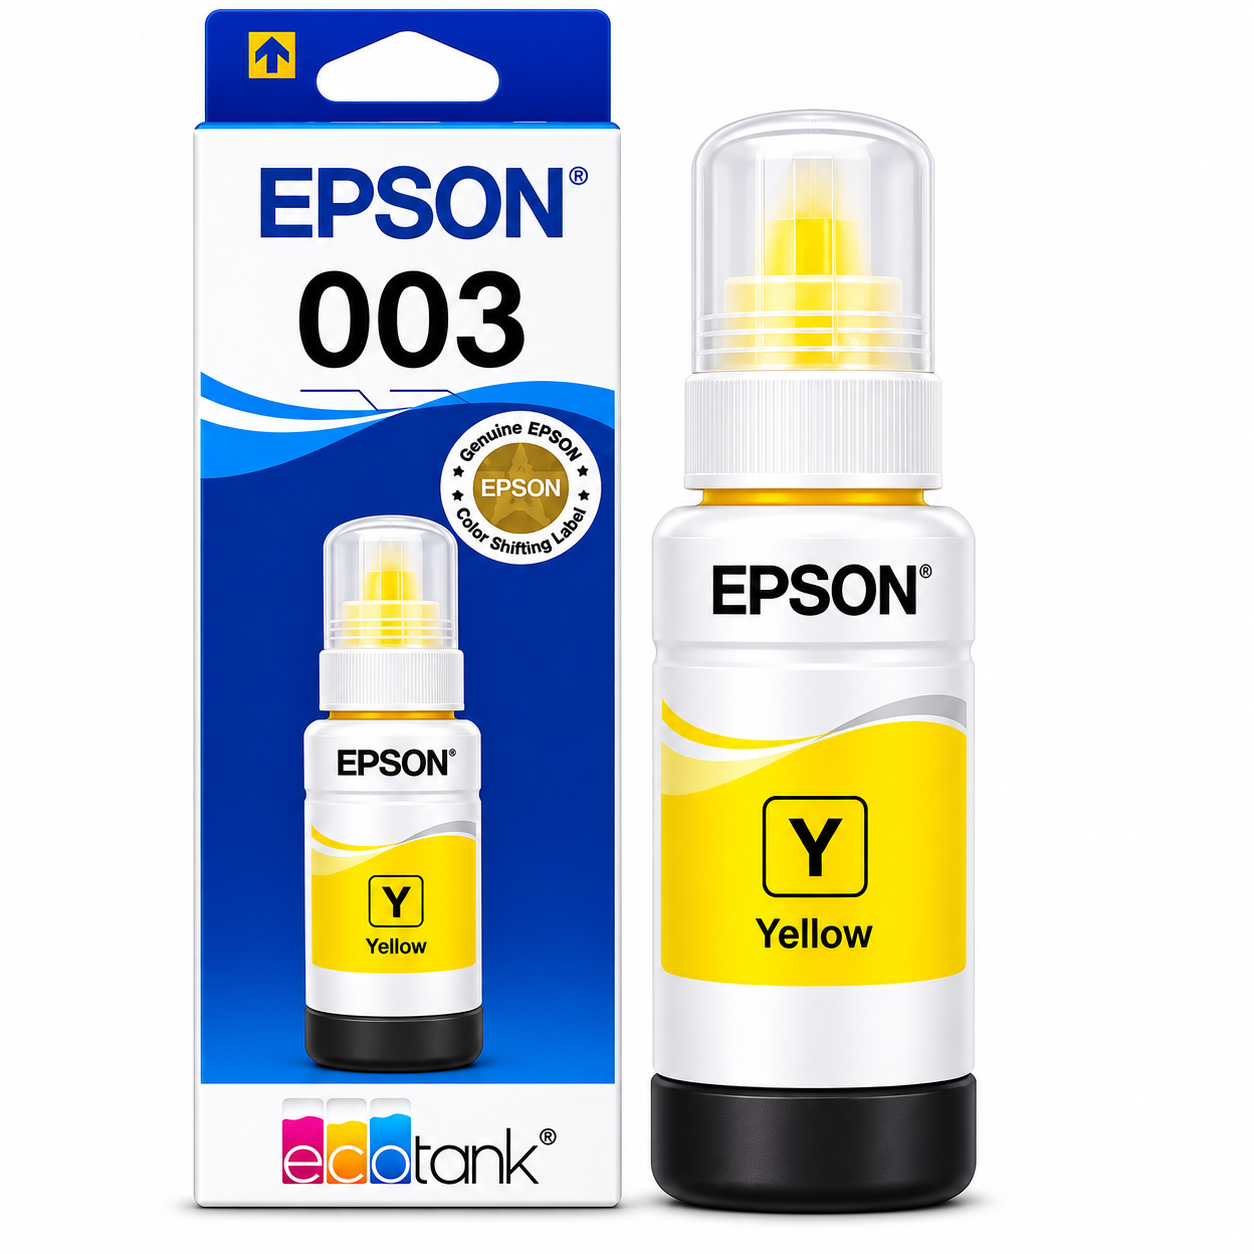 EPSON®
003
Genuine EPSON
EPSON
Color Shifting Label
EPSON®
Y
Yellow
ecotank®
EPSON®
Y
Yellow